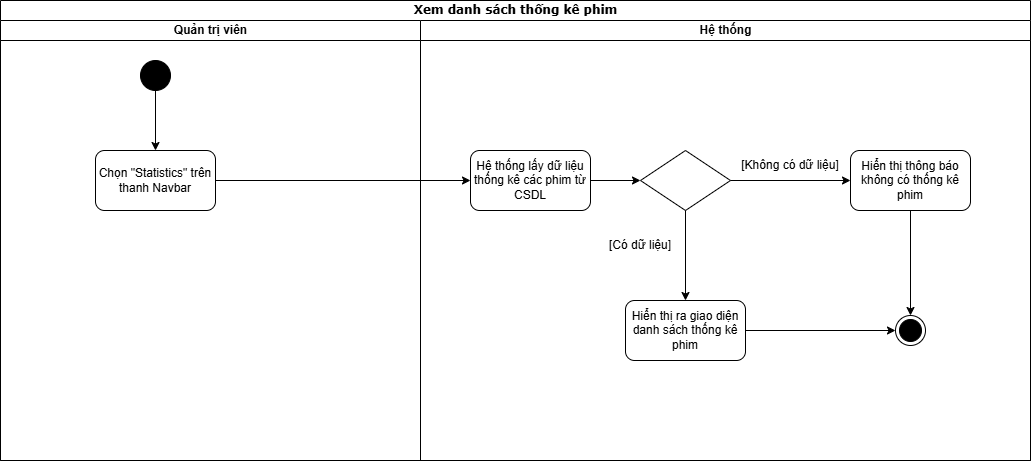 Xem danh sách thống kê phim
Quản trị viên
Hệ thống
Chọn "Statistics" trên
thanh Navbar
Hệ thống lấy dữ liệu
thống kê các phim từ
CSDL
[Không có dữ liệu]
Hiển thị thông báo
không có thống kê
phim
[Có dữ liệu]
Hiển thị ra giao diện
danh sách thống kê
phim